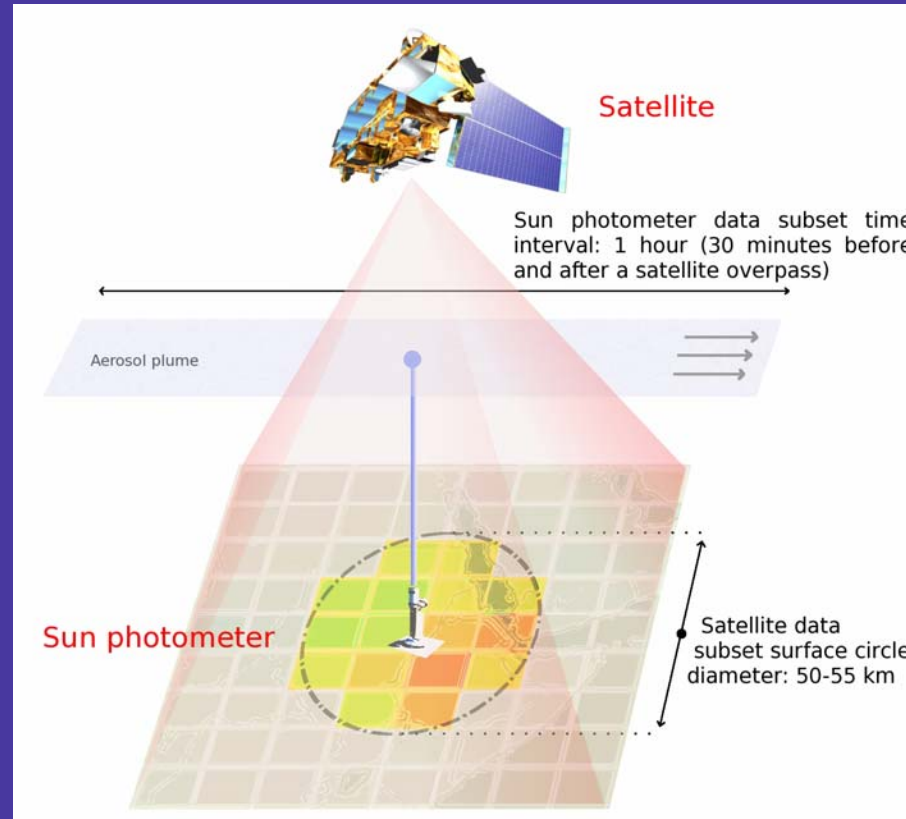 Satellite
Sun photometer data subset time
interval: 1 hour (30 minutes before
and after a satellite overpass)
Aerosol plume
Sun photometer
Satellite data
subset surface circle
diameter: 50-55 km